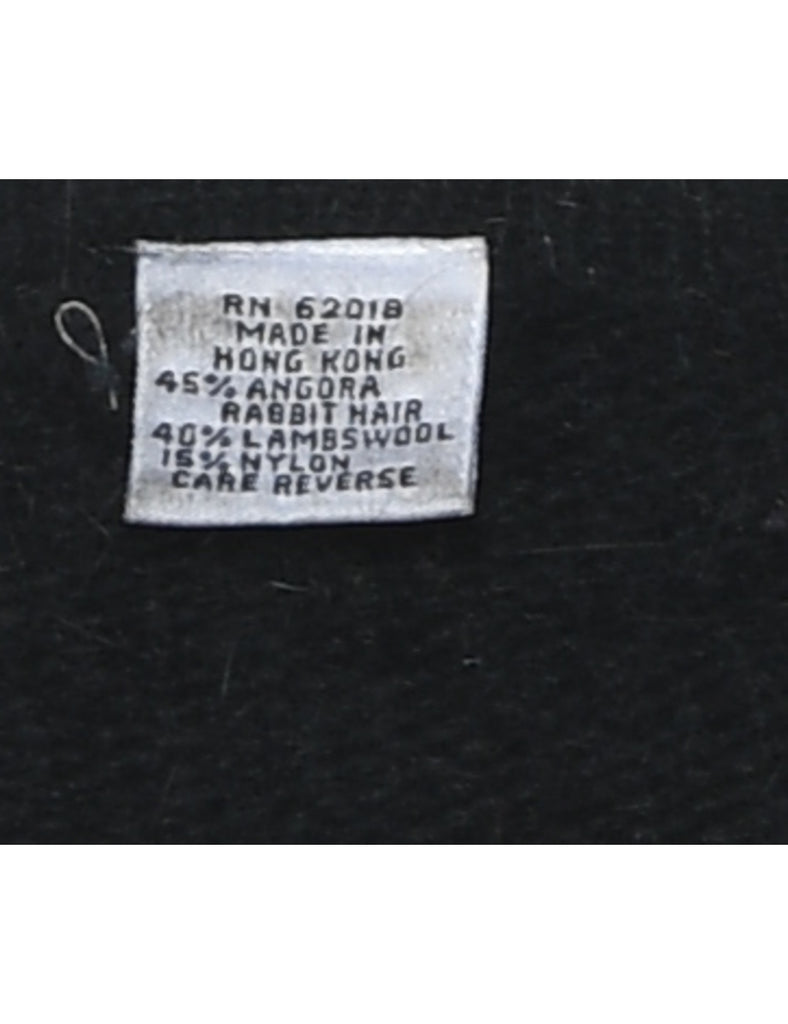 RN 62018
MADE IN
HONG KONG
45% ANGORA
RABBIT HAIR
40% LAMBSWOOL
15% NYLON
CARE REVERSE